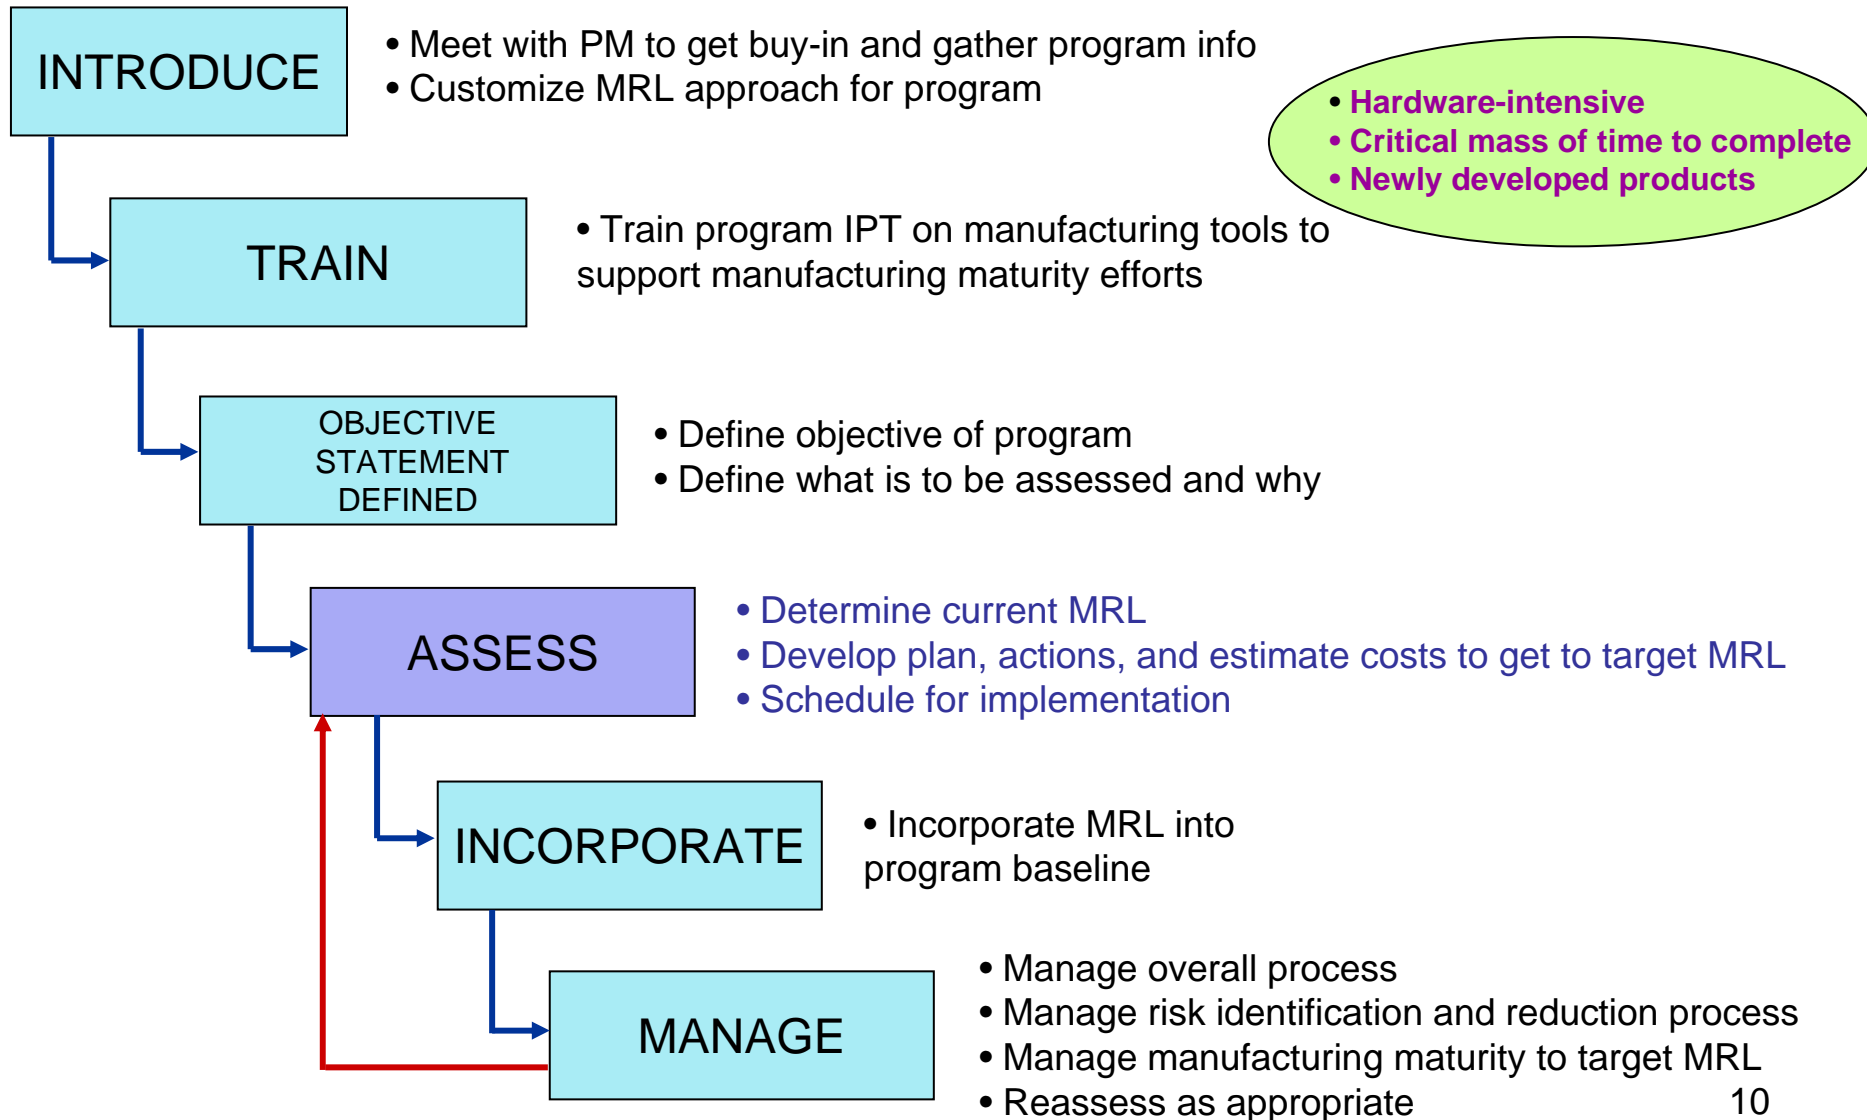 INTRODUCE
• Meet with PM to get buy-in and gather program info
• Customize MRL approach for program
• Hardware-intensive
• Critical mass of time to complete
• Newly developed products
TRAIN
• Train program IPT on manufacturing tools to
support manufacturing maturity efforts
OBJECTIVE
STATEMENT
DEFINED
• Define objective of program
• Define what is to be assessed and why
ASSESS
• Determine current MRL
• Develop plan, actions, and estimate costs to get to target MRL
• Schedule for implementation
INCORPORATE
• Incorporate MRL into
program baseline
MANAGE
• Manage overall process
• Manage risk identification and reduction process
• Manage manufacturing maturity to target MRL
• Reassess as appropriate
10